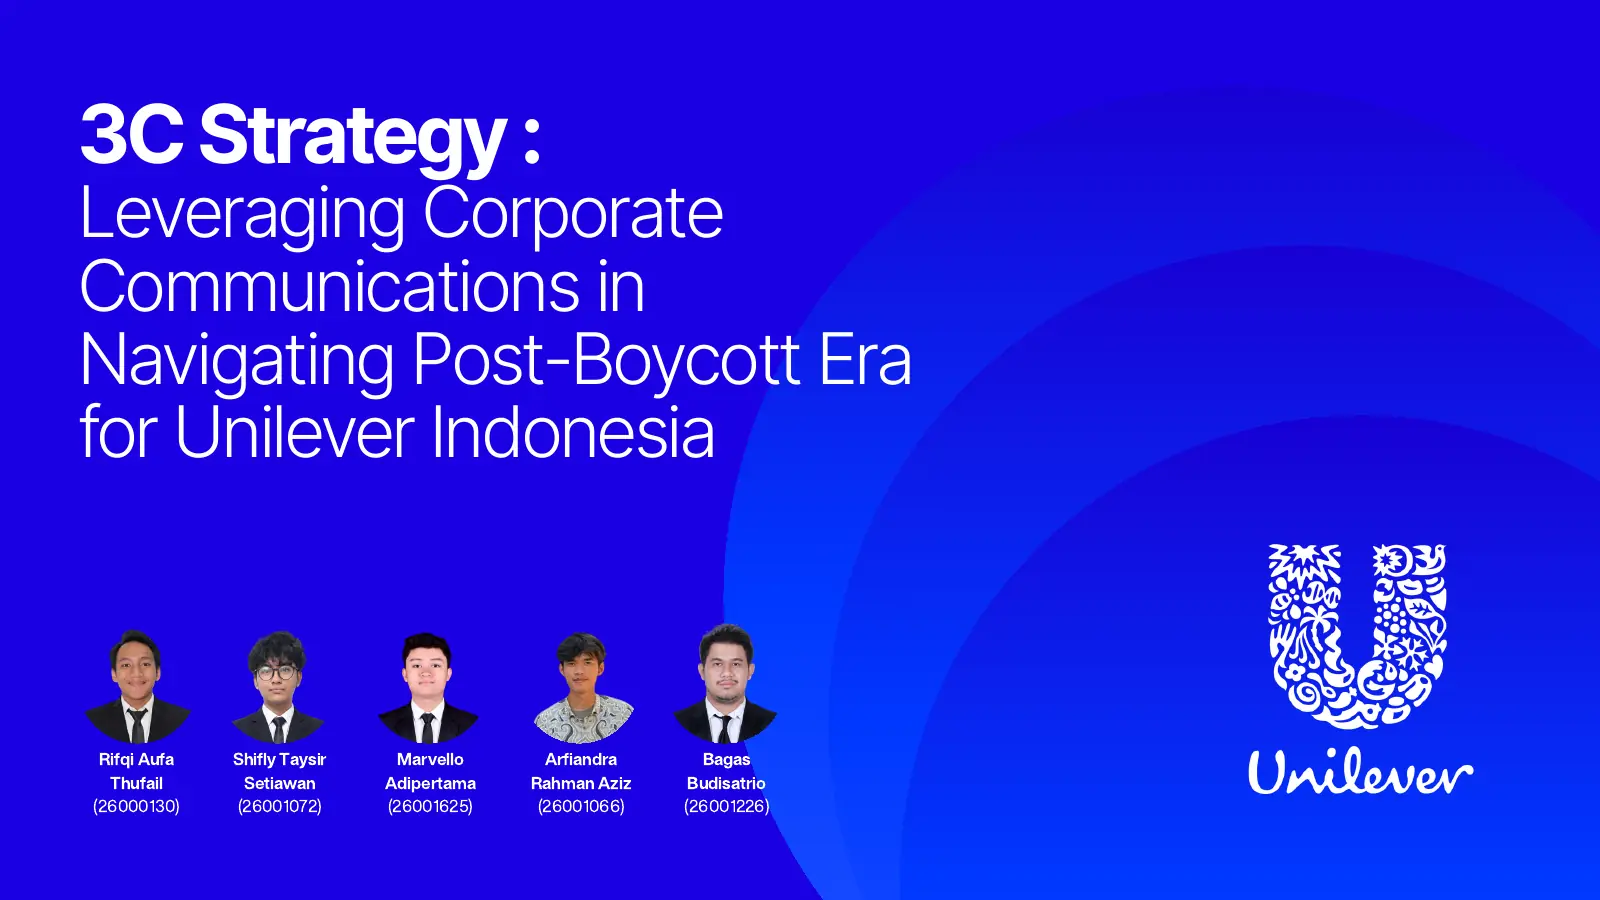 3C Strategy :
Leveraging Corporate
Communications in
Navigating Post-Boycott Era
for Unilever Indonesia
Rifqi Aufa
Thufail
(26000130)
Shifly Taysir
Setiawan
(26001072)
Marvello
Adipertama
(26001625)
Arfiandra
Rahman Aziz
(26001066)
Bagas
Budisatrio
(26001226)
Unilever